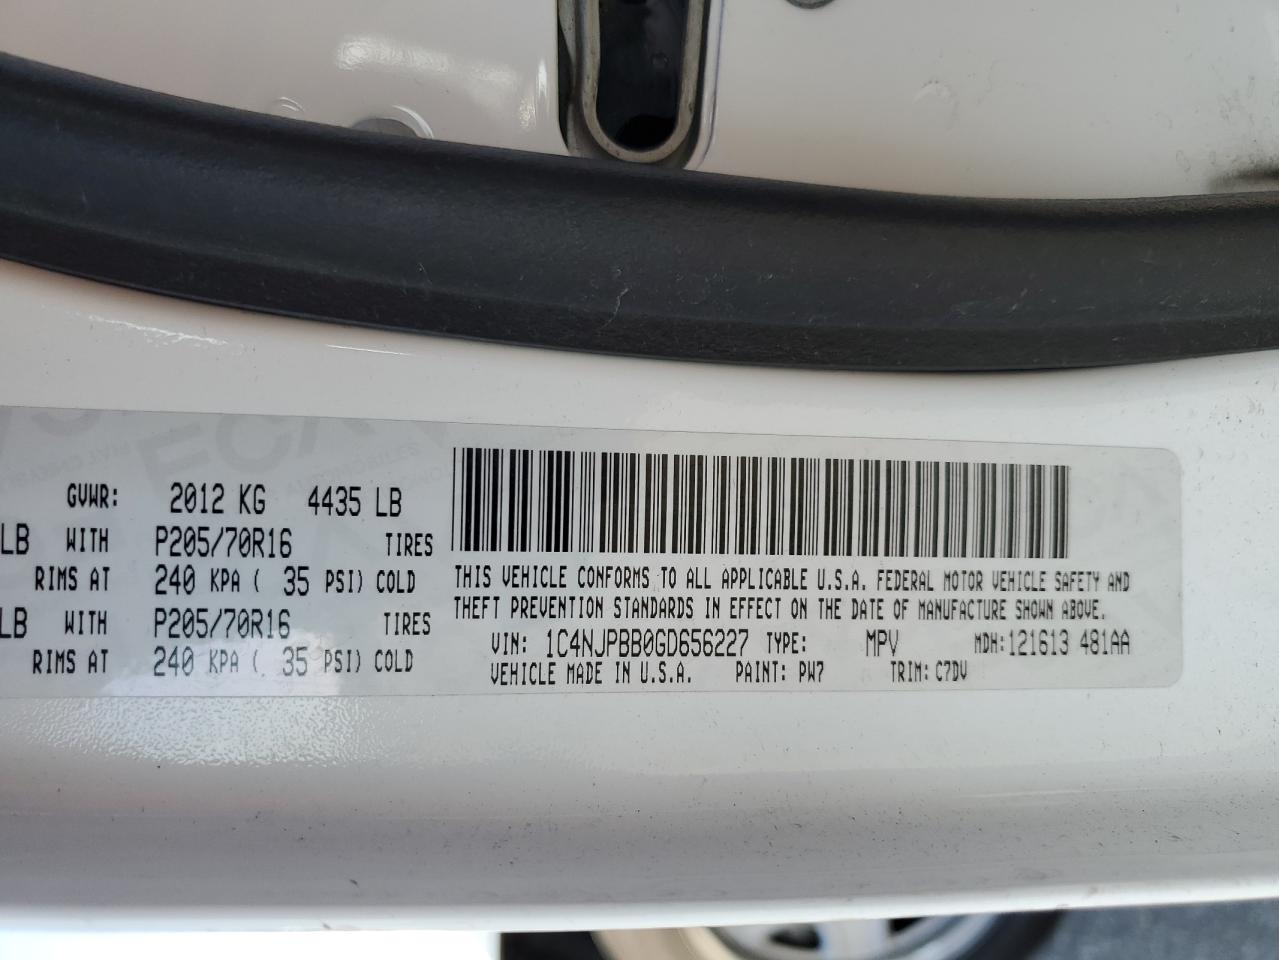 GVWR: 2012 KG 4435 LB
LB WITH P205/70R16 TIRES
RIMS AT 240 KPA ( 35 PSI) COLD
LB WITH P205/70R16 TIRES
RIMS AT 240 KPA ( 35 PSI) COLD
THIS VEHICLE CONFORMS TO ALL APPLICABLE U.S.A. FEDERAL MOTOR VEHICLE SAFETY AND
THEFT PREVENTION STANDARDS IN EFFECT ON THE DATE OF MANUFACTURE SHOWN ABOVE.
VIN: 1C4NJPBB0GD656227 TYPE: MPV MDH:121613 481AA
VEHICLE MADE IN U.S.A. PAINT: PW7 TRIM: C7DV